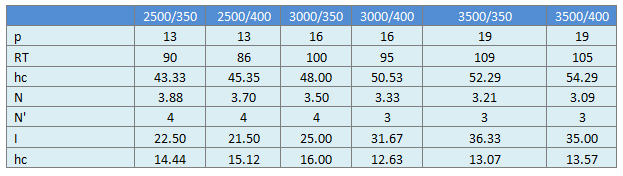 2500/350 2500/400 3000/350 3000/400 3500/350 3500/400
p 13 13 16 16 19 19
RT 90 86 100 95 109 105
hc 43.33 45.35 48.00 50.53 52.29 54.29
N 3.88 3.70 3.50 3.33 3.21 3.09
N' 4 4 4 3 3 3
I 22.50 21.50 25.00 31.67 36.33 35.00
hc 14.44 15.12 16.00 12.63 13.07 13.57